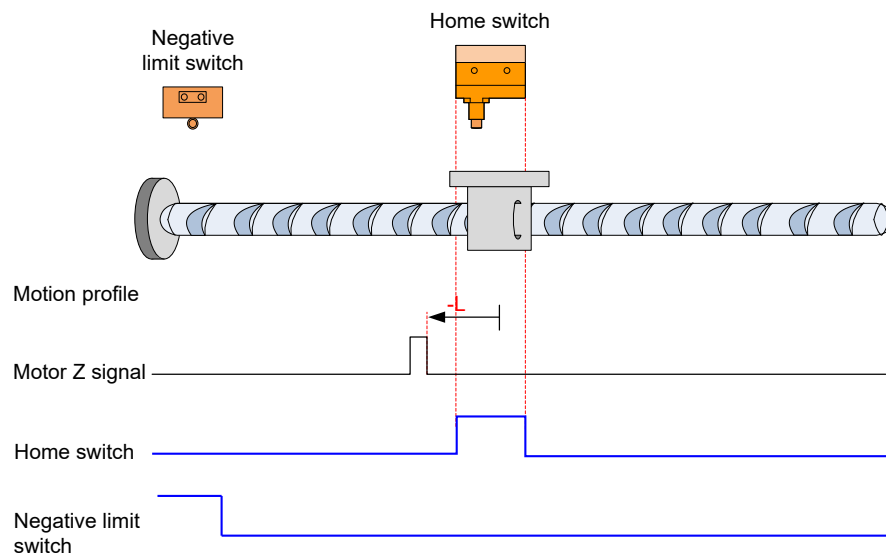 Home switch
Negative
limit switch
Motion profile
-L
Motor Z signal
Home switch
Negative limit
switch